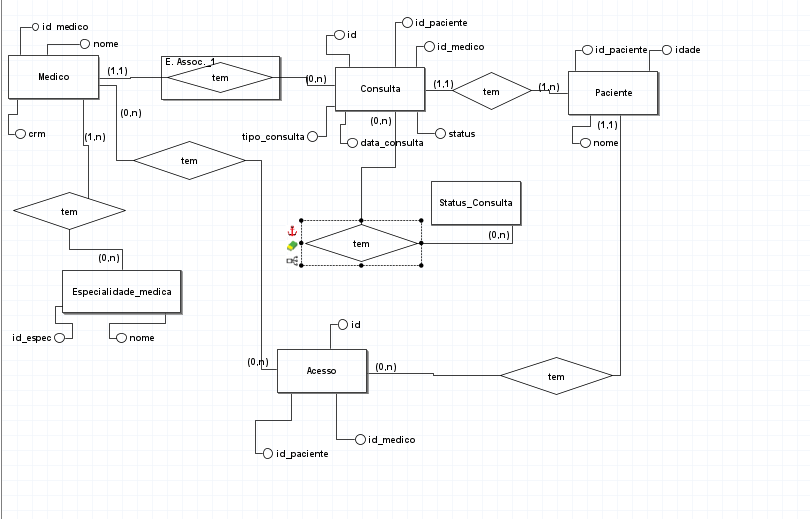 id_medico
nome
Medico
(1,1)
E. Assoc._1
tem
(0,n)
id
id_paciente
id_medico
Consulta
(1,1)
tem
(1,n)
id_paciente
idade
Paciente
(1,1)
nome
crm
(1,n)
(0,n)
tem
tipo_consulta
(0,n)
data_consulta
status
tem
(0,n)
Especialidade_medica
id_espec
nome
Status_Consulta
(0,n)
tem
id
(0,n)
Acesso
(0,n)
tem
id_paciente
id_medico